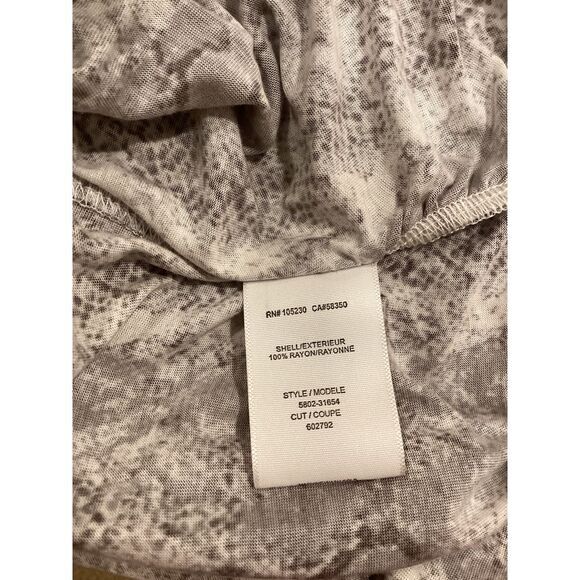 RN# 105230 CA#58350
SHELL/EXTERIEUR
100% RAYON/RAYONNE
STYLE / MODELE
5802-31654
CUT / COUPE
602792